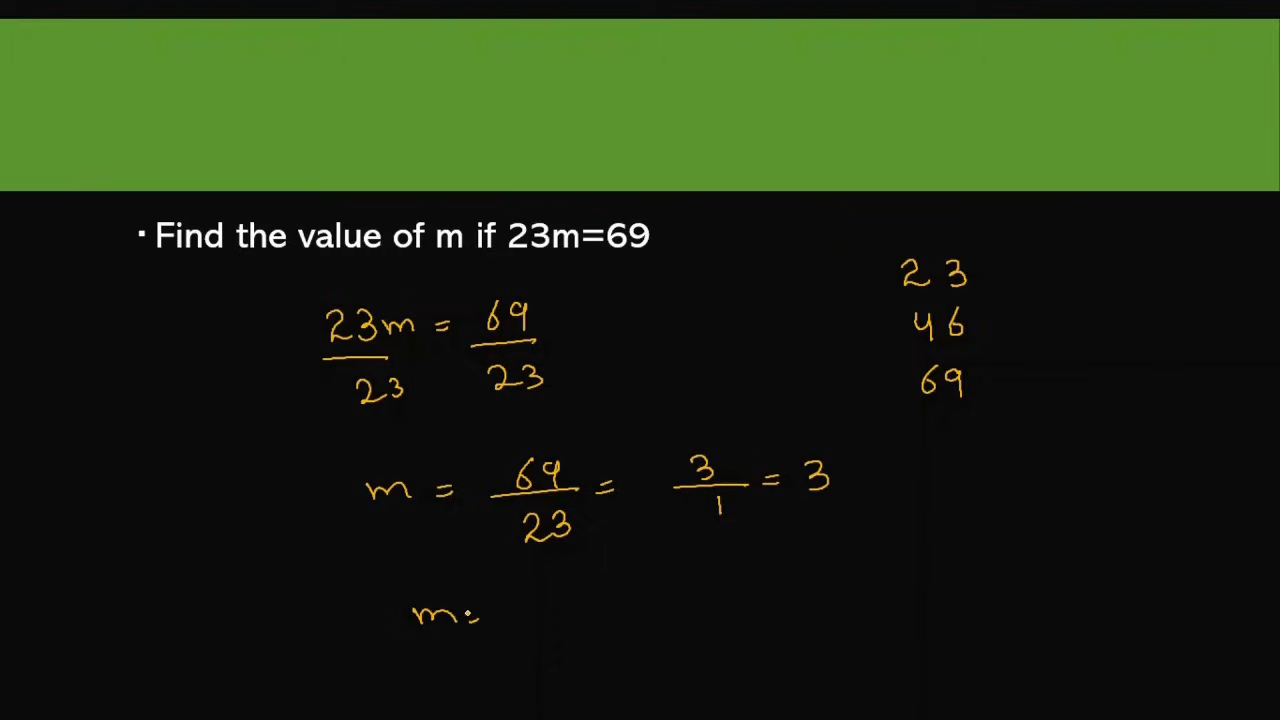 · Find the value of m if 23m=69
23m = 69
23 23
m = 69/23 = 3/1 = 3
m =
23
46
69